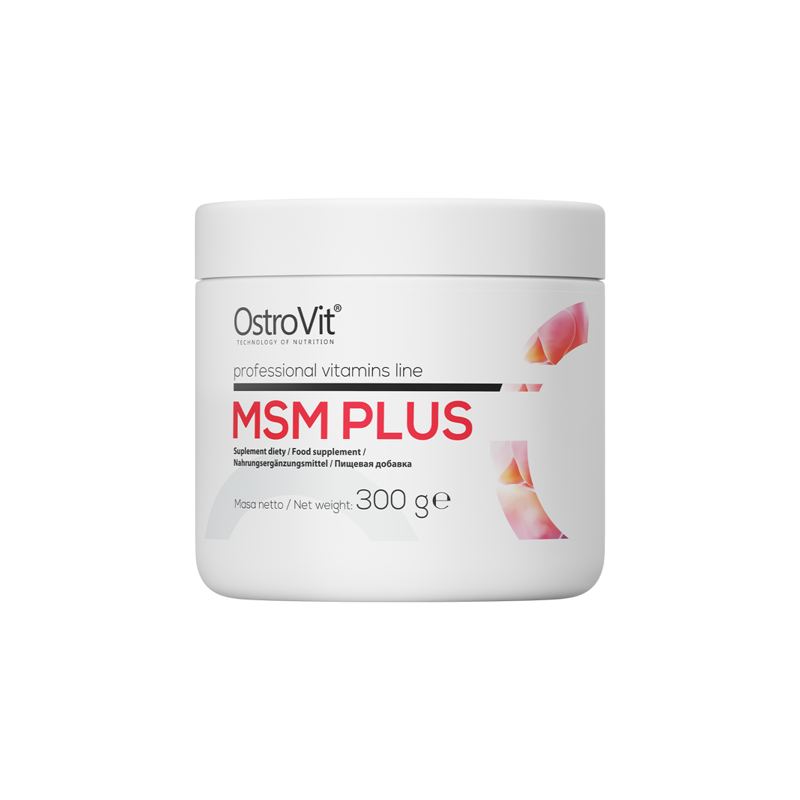 OstroVit®
TECHNOLOGY OF NUTRITION
professional vitamins line
MSM PLUS
Suplement diety / Food supplement /
Nahrungsergänzungsmittel / Пищевая добавка
Masa netto / Net weight: 300 g℮